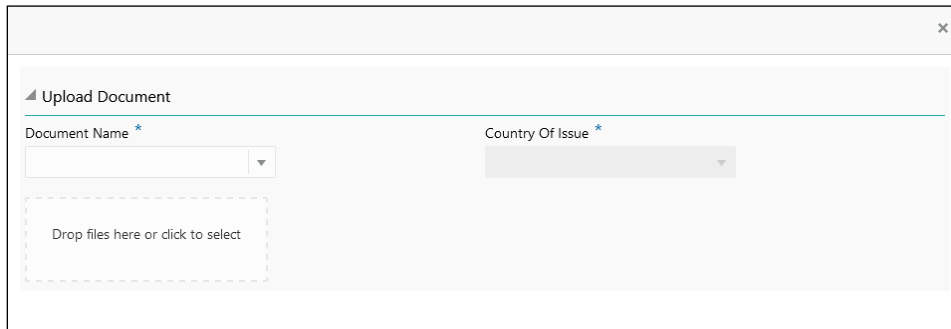 ×
Upload Document
Document Name *
Country Of Issue *
Drop files here or click to select